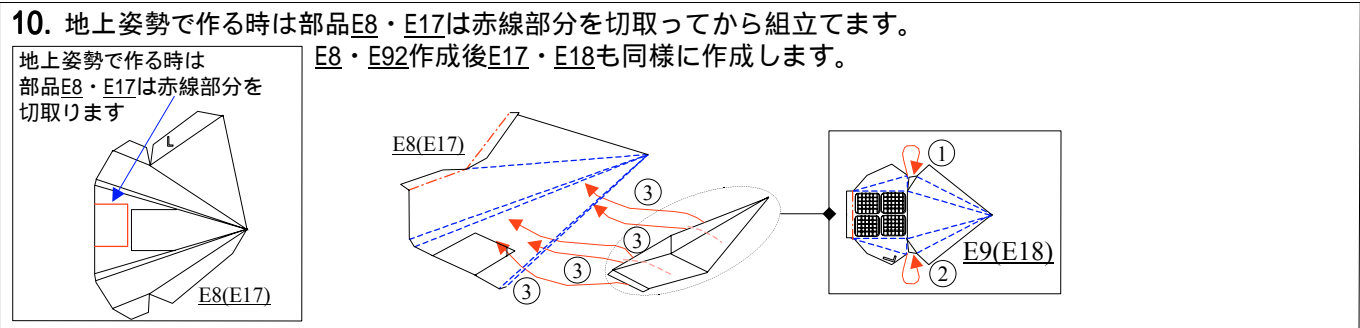 10. 地上姿勢で作る時は部品E8・E17は赤線部分を切取ってから組立てます。
E8・E92作成後E17・E18も同様に作成します。
地上姿勢で作る時は
部品E8・E17は赤線部分を
切取ります
L
E8(E17)
E8(E17)
③
③
③
③
①
②
L
E9(E18)